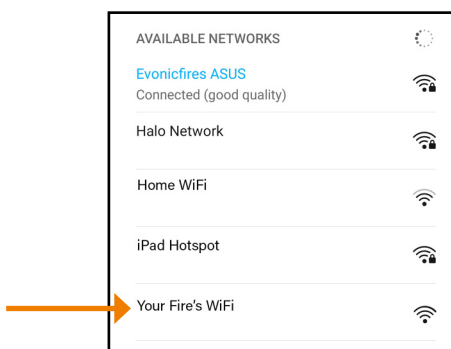 AVAILABLE NETWORKS
Evonicfires ASUS
Connected (good quality)
Halo Network
Home WiFi
iPad Hotspot
Your Fire's WiFi